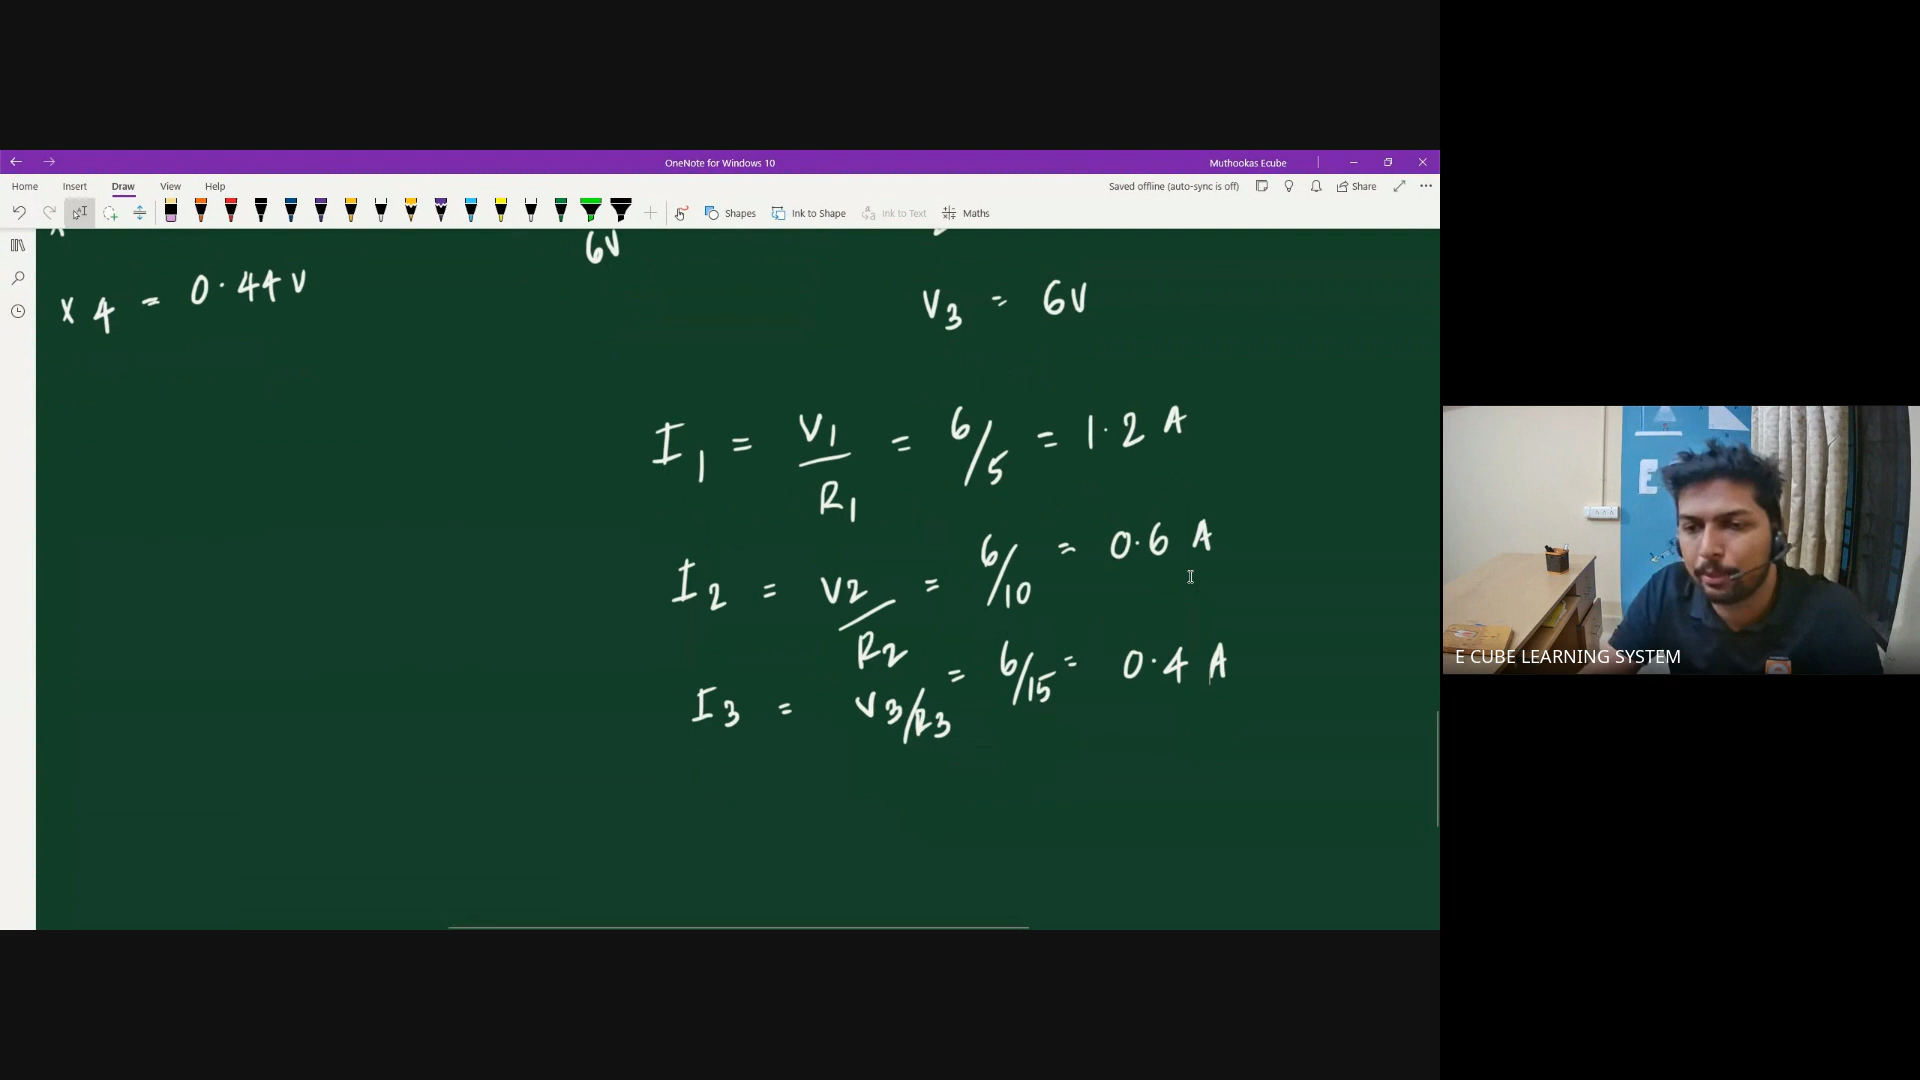 OneNote for Windows 10
Muthookas Ecube
Home Insert Draw View Help
Saved offline (auto-sync is off)
Share
Shapes
Ink to Shape
Ink to Text
Maths
6V
x 4 = 0.44 V
V3 = 6V
I1 = V1/R1 = 6/5 = 1.2 A
I2 = V2/R2 = 6/10 = 0.6 A
I3 = V3/R3 = 6/15 = 0.4 A
E
E CUBE LEARNING SYSTEM